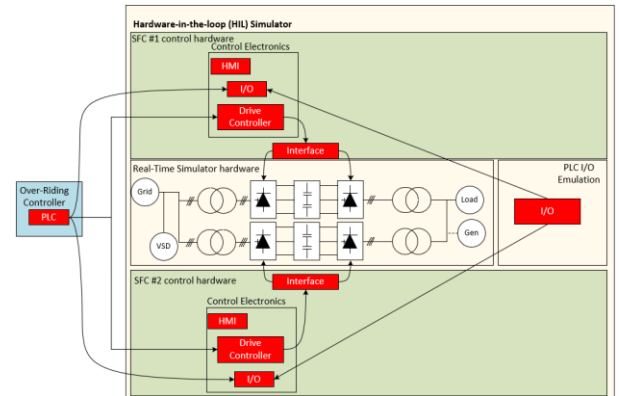 Hardware-in-the-loop (HIL) Simulator
SFC #1 control hardware
Control Electronics
HMI
I/O
Drive
Controller
Interface
Real-Time Simulator hardware
PLC I/O
Emulation
Over-Riding
Controller
PLC
Grid
VSD
Load
Gen
I/O
Interface
SFC #2 control hardware
Control Electronics
HMI
Drive
Controller
I/O